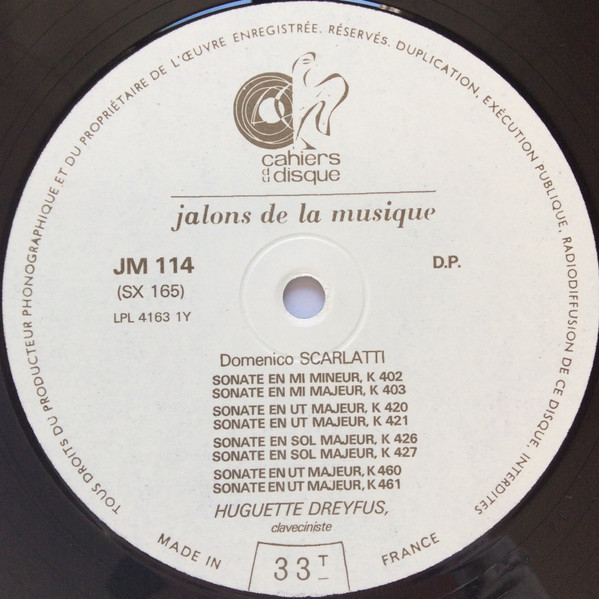 TOUS DROITS DU PRODUCTEUR PHONOGRAPHIQUE ET DU PROPRIÉTAIRE DE L'ŒUVRE ENREGISTRÉE. RÉSERVÉS. DUPLICATION, EXÉCUTION PUBLIQUE, RADIODIFFUSION DE CE DISQUE, INTERDITES
cahiers
du disque
jalons de la musique
JM 114 D.P.
(SX 165)
LPL 4163 1Y
Domenico SCARLATTI
SONATE EN MI MINEUR, K 402
SONATE EN MI MAJEUR, K 403
SONATE EN UT MAJEUR, K 420
SONATE EN UT MAJEUR, K 421
SONATE EN SOL MAJEUR, K 426
SONATE EN SOL MAJEUR, K 427
SONATE EN UT MAJEUR, K 460
SONATE EN UT MAJEUR, K 461
HUGUETTE DREYFUS,
claveciniste
MADE IN FRANCE
33 T